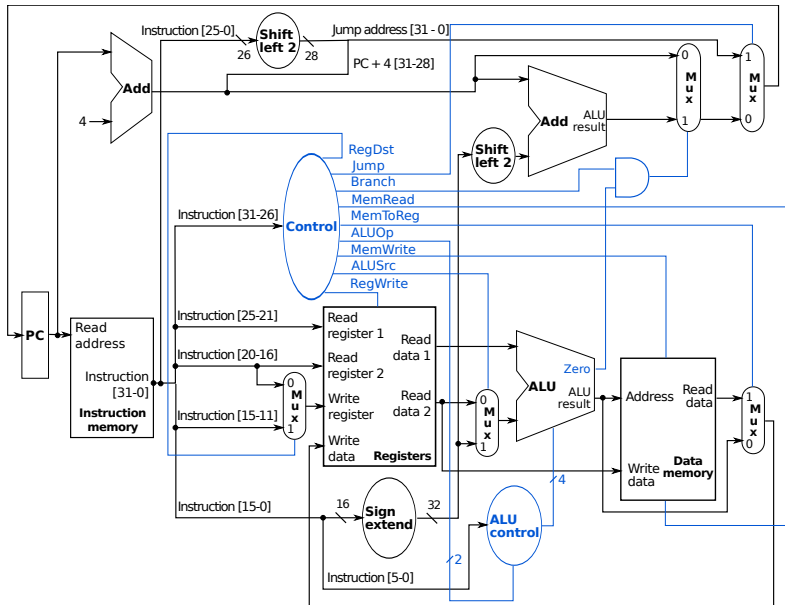 Instruction [25-0]
26
Shift
left 2
28
Jump address [31 - 0]
PC + 4 [31-28]
Add
4
Add
ALU
result
0
M
u
x
1
1
M
u
x
0
Shift
left 2
RegDst
Jump
Branch
MemRead
MemToReg
ALUOp
MemWrite
ALUSrc
RegWrite
Control
Instruction [31-26]
PC
Read
address
Instruction
[31-0]
Instruction
memory
Instruction [25-21]
Instruction [20-16]
Instruction [15-11]
0
M
u
x
1
Read
register 1
Read
register 2
Write
register
Write
data
Read
data 1
Read
data 2
Registers
0
M
u
x
1
ALU
Zero
ALU
result
Address
Read
data
Write
data
Data
memory
1
M
u
x
0
Instruction [15-0]
16
Sign
extend
32
ALU
control
4
2
Instruction [5-0]